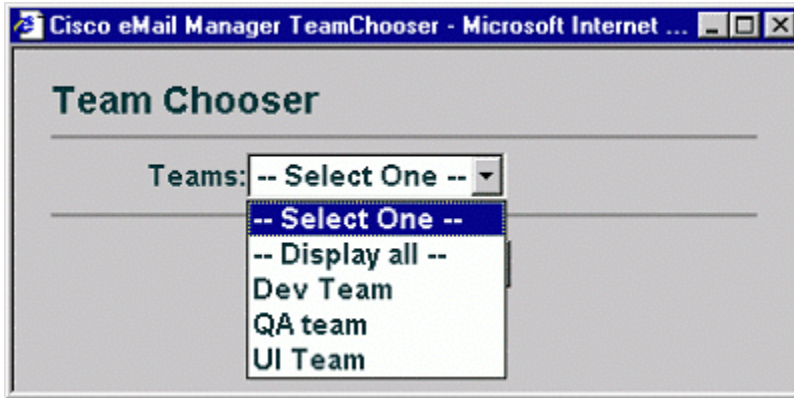 Cisco eMail Manager TeamChooser - Microsoft Internet ...
Team Chooser
Teams: -- Select One --
-- Select One --
-- Display all --
Dev Team
QA team
UI Team